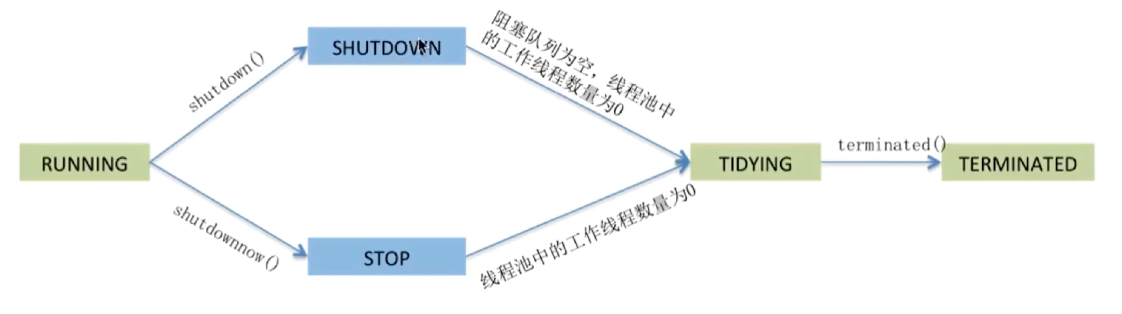 阻塞队列为空，线程池中
的工作线程数量为0
SHUTDOWN
shutdown()
RUNNING
TIDYING
terminated()
TERMINATED
shutdownnow()
STOP
线程池中的工作线程数量为0